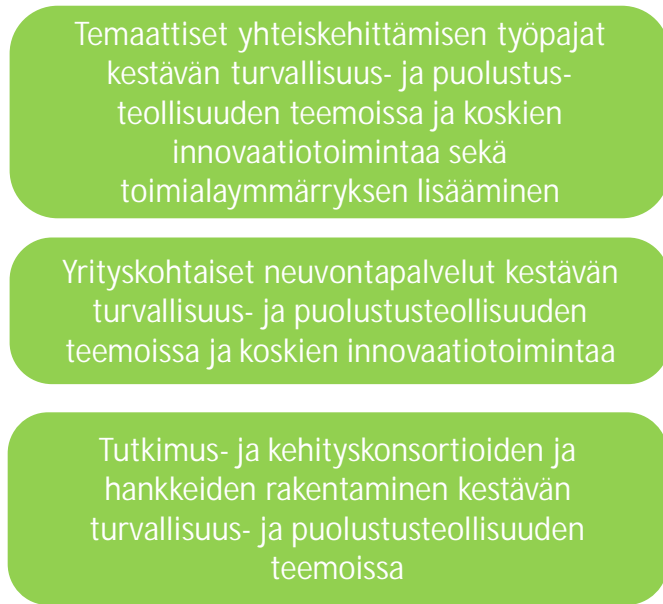 Temaattiset yhteiskehittämisen työpajat
kestävän turvallisuus- ja puolustus-
teollisuuden teemoissa ja koskien
innovaatiotoimintaa sekä
toimialaymmärryksen lisääminen
Yrityskohtaiset neuvontapalvelut kestävän
turvallisuus- ja puolustusteollisuuden
teemoissa ja koskien innovaatiotoimintaa
Tutkimus- ja kehityskonsortioiden ja
hankkeiden rakentaminen kestävän
turvallisuus- ja puolustusteollisuuden
teemoissa